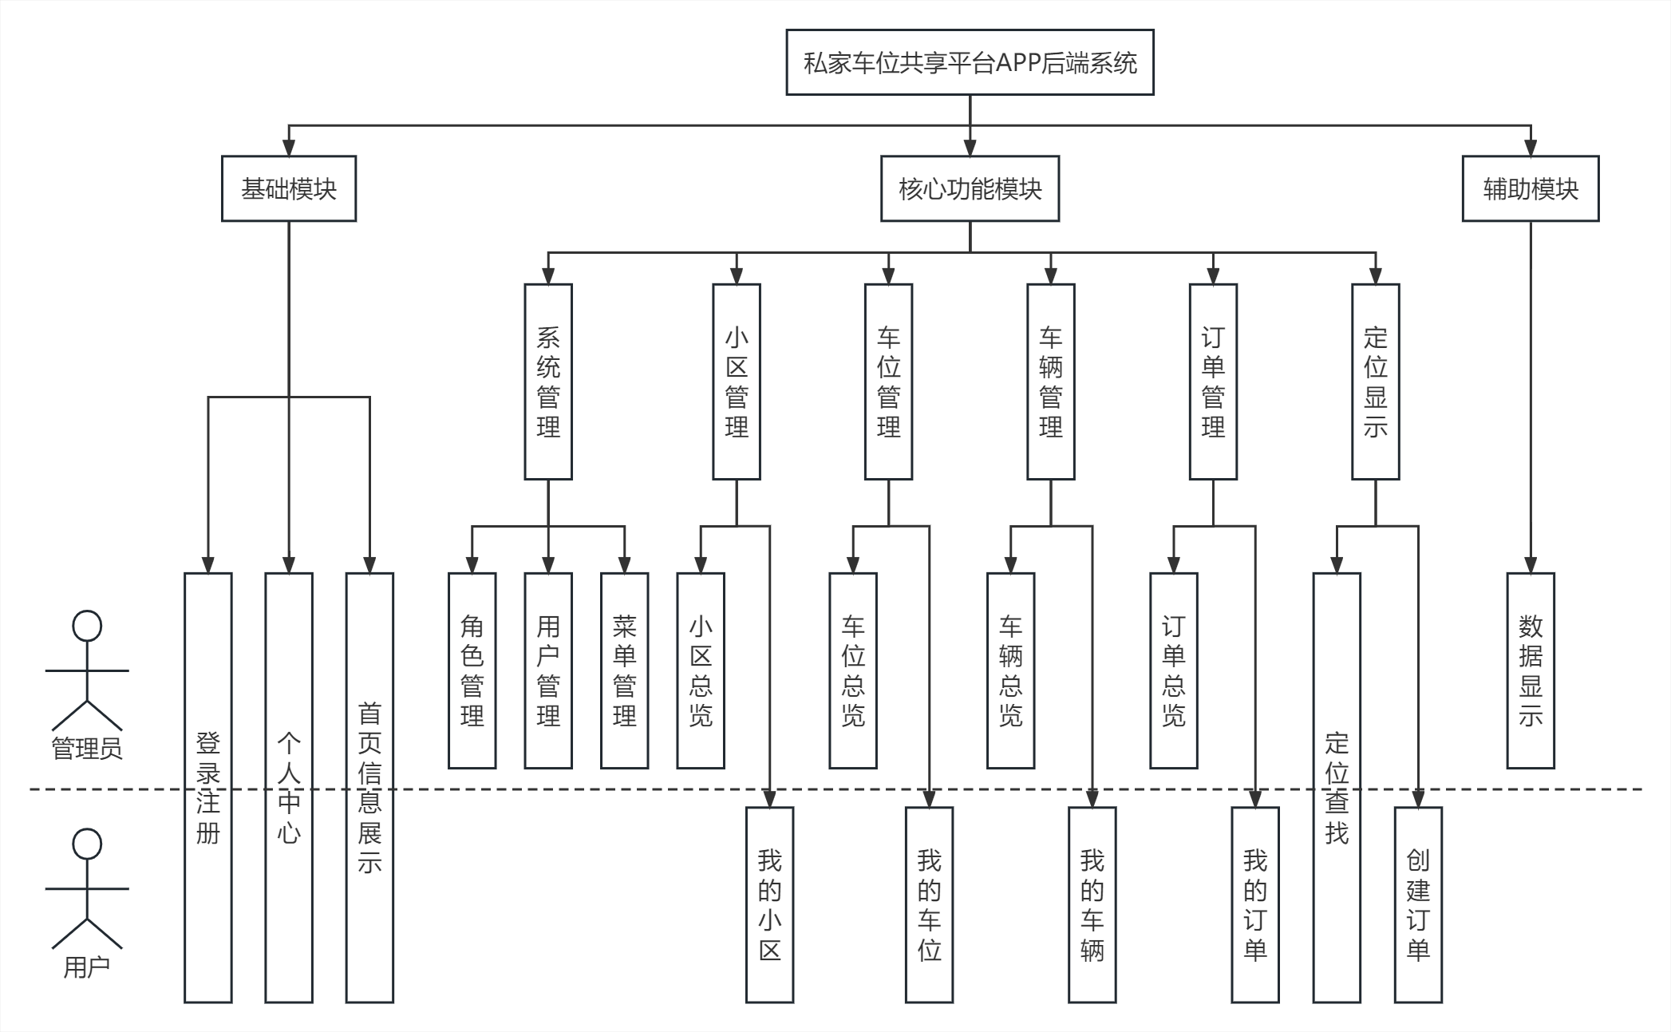 私家车位共享平台APP后端系统
基础模块
核心功能模块
辅助模块
系统管理
小区管理
车位管理
车辆管理
订单管理
定位显示
角色管理
用户管理
菜单管理
小区总览
车位总览
车辆总览
订单总览
数据显示
管理员
登录注册
个人中心
首页信息展示
定位查找
用户
我的小区
我的车位
我的车辆
我的订单
创建订单